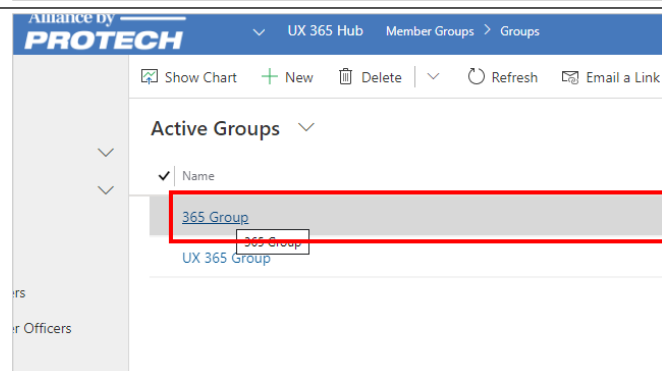 Alliance by
PROTECH
UX 365 Hub Member Groups > Groups
Show Chart New Delete Refresh Email a Link
Active Groups
Name
365 Group
365 Group
UX 365 Group
ers
er Officers